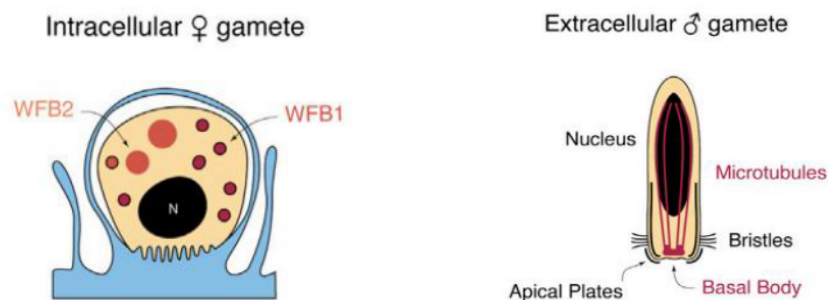 Intracellular ♀ gamete
Extracellular ♂ gamete
WFB2
WFB1
N
Nucleus
Microtubules
Bristles
Apical Plates
Basal Body